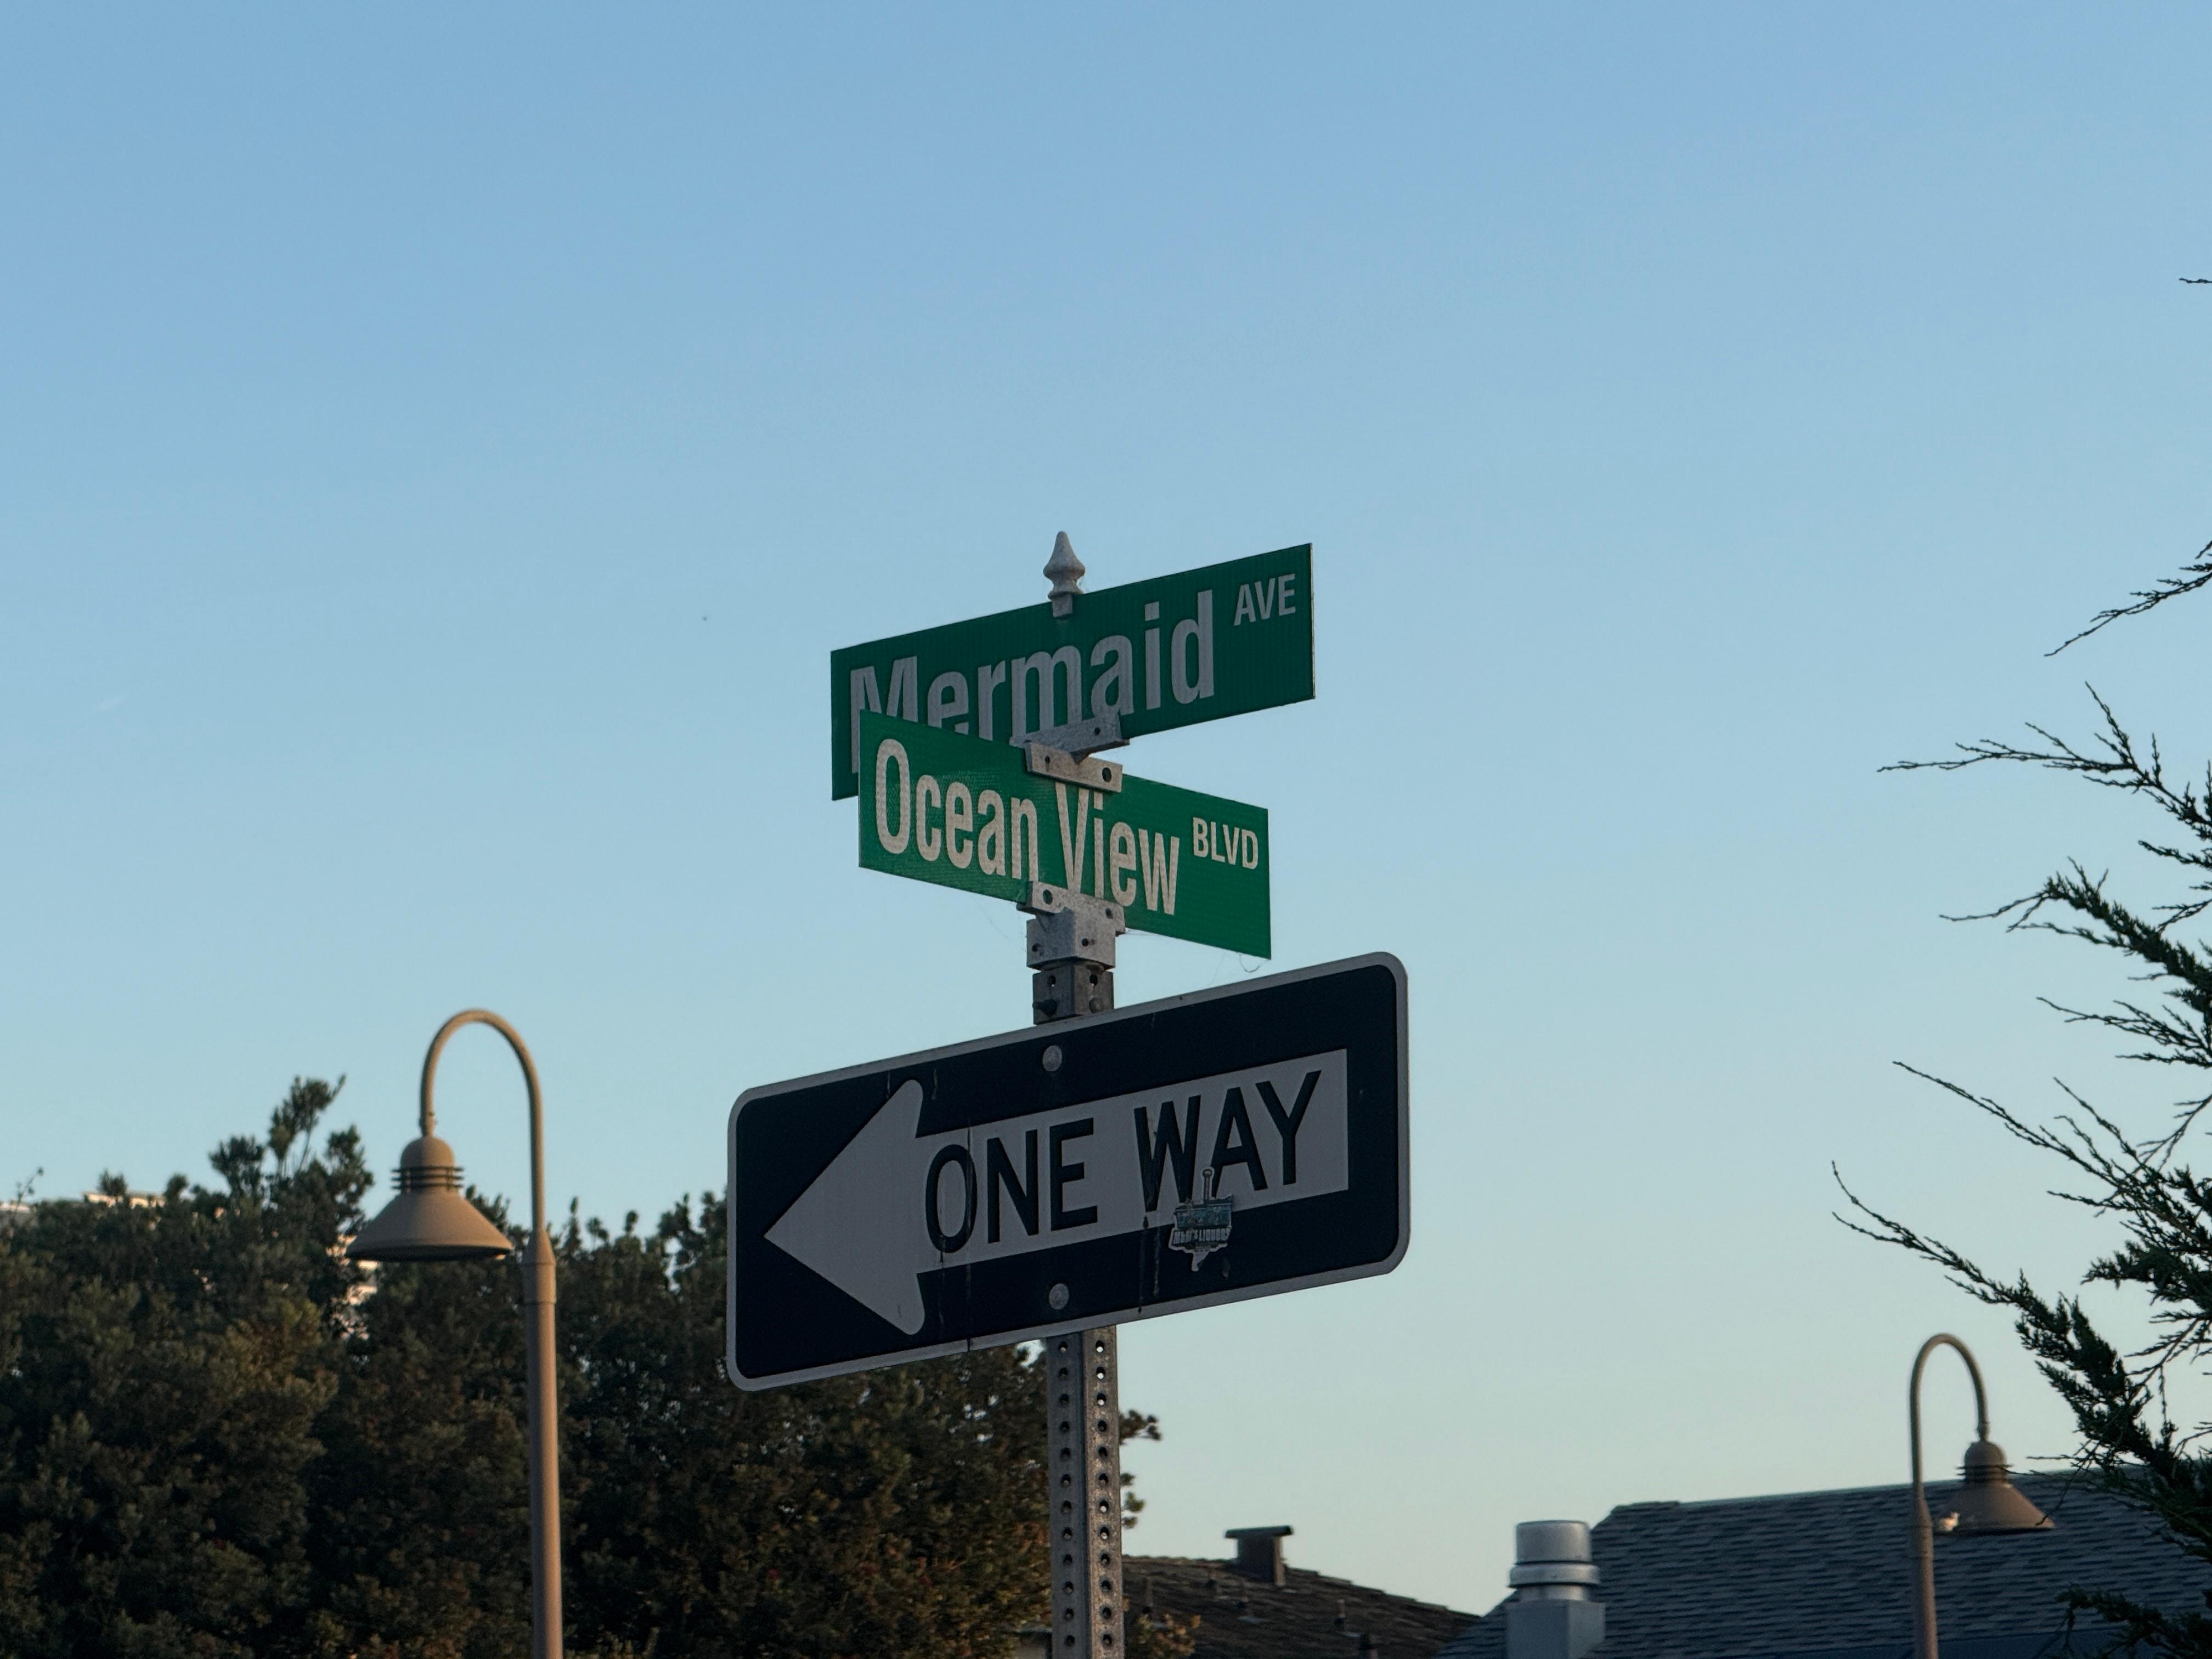 Mermaid AVE
Ocean View BLVD
ONE WAY